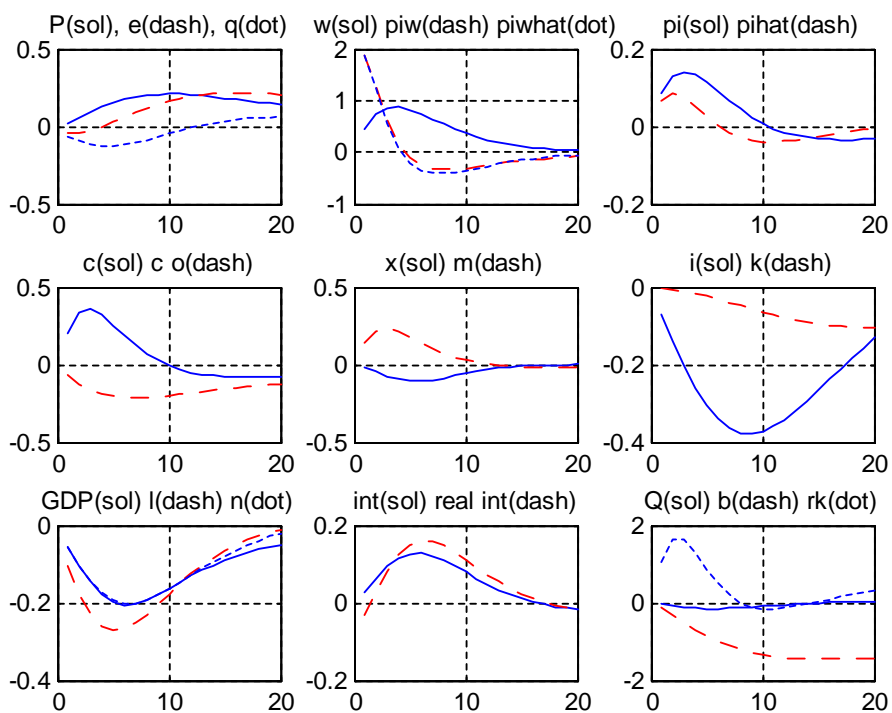 P(sol), e(dash), q(dot)
w(sol) piw(dash) piwhat(dot)
pi(sol) pihat(dash)
0.5
0
-0.5
0 10 20
2
1
0
-1
0 10 20
0.2
0
-0.2
0 10 20
c(sol) c o(dash)
x(sol) m(dash)
i(sol) k(dash)
0.5
0
-0.5
0 10 20
0.5
0
-0.5
0 10 20
0
-0.2
-0.4
0 10 20
GDP(sol) l(dash) n(dot)
int(sol) real int(dash)
Q(sol) b(dash) rk(dot)
0
-0.2
-0.4
0 10 20
0.2
0
-0.2
0 10 20
2
0
-2
0 10 20